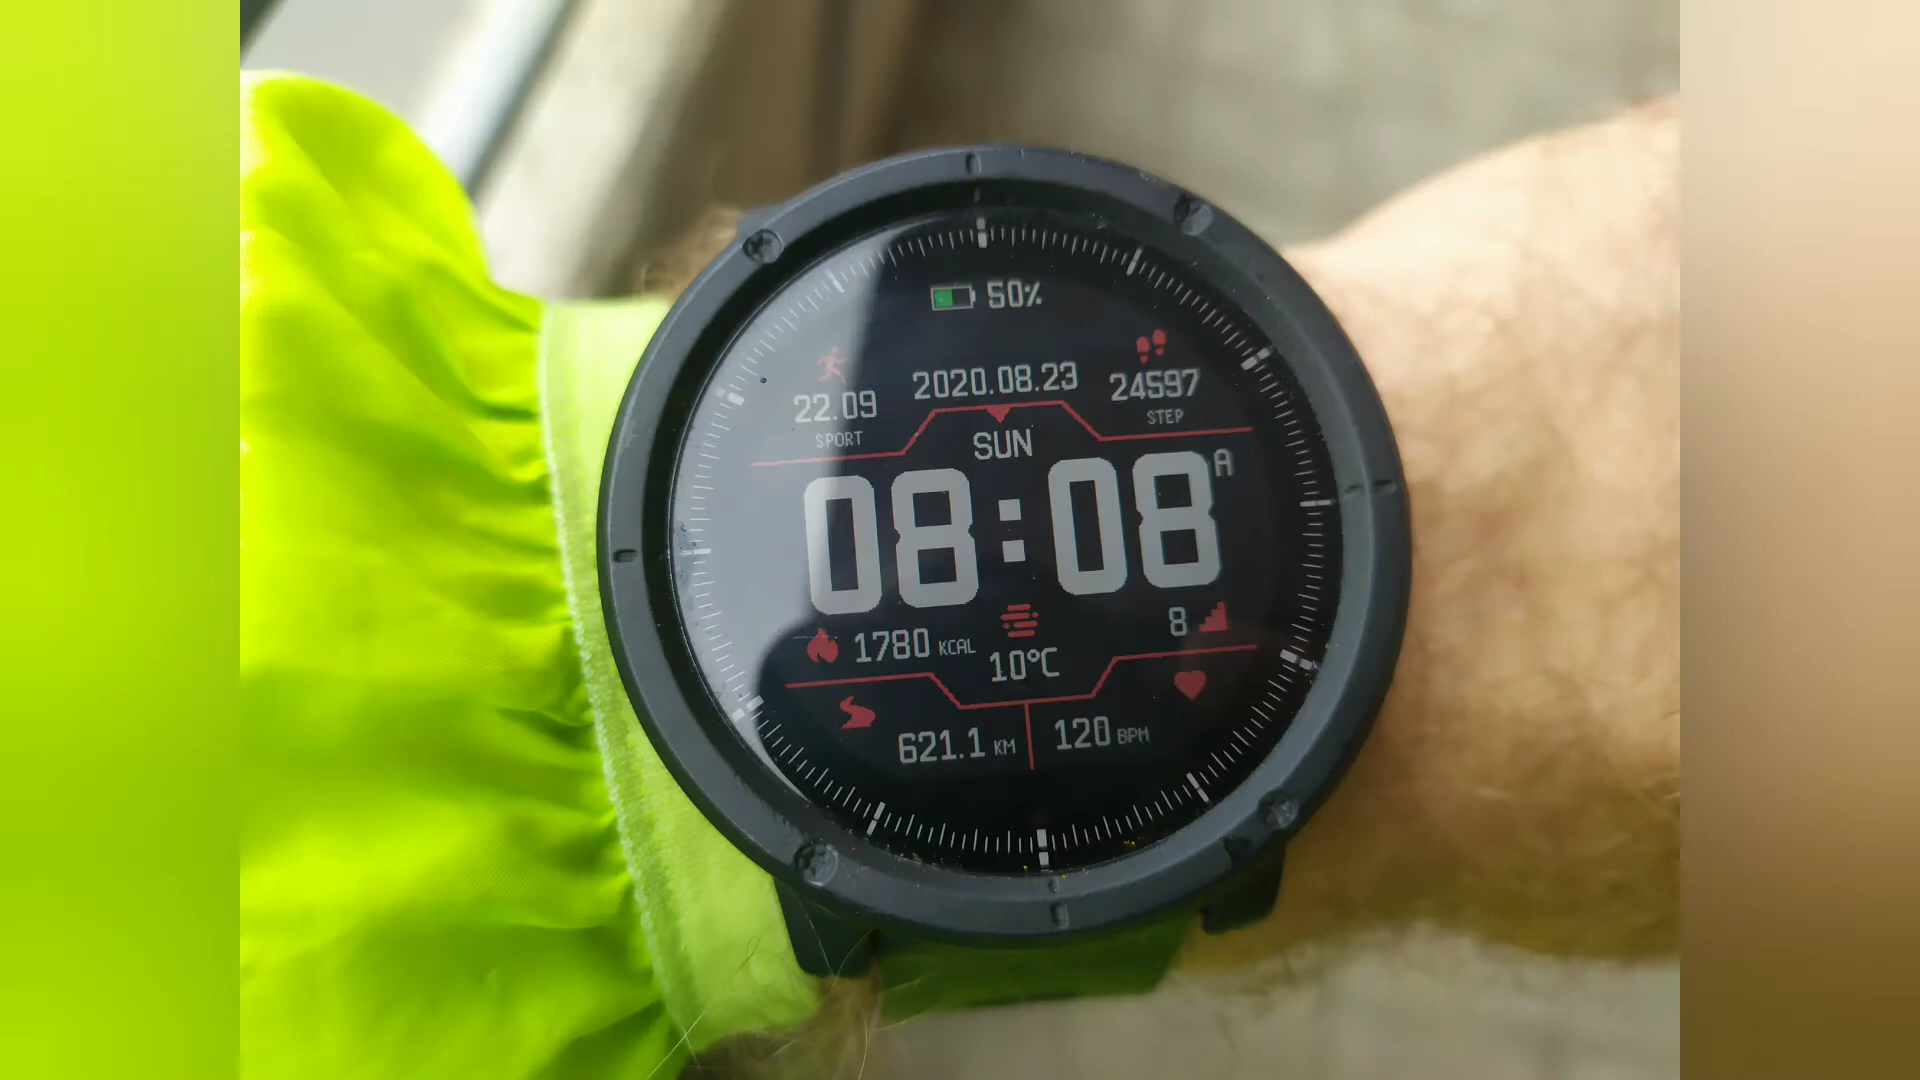 50%
2020.08.23
22.09
24597
SPORT
STEP
SUN
08:08 A
1780 KCAL
8
10°C
621.1 KM
120 BPM